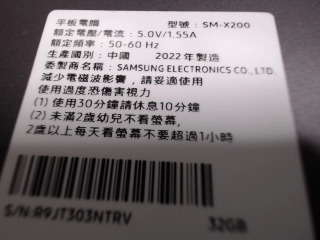 平板電腦 型號：SM-X200
額定電壓/電流：5.0V/1.55A
額定頻率：50-60 Hz
產地別：中國 2022年製造
委製商名稱：SAMSUNG ELECTRONICS CO., LTD.
減少電磁波影響，請妥適使用
使用過度恐傷害視力
(1) 使用30分鐘請休息10分鐘
(2) 未滿2歲幼兒不看螢幕，
2歲以上每天看螢幕不要超過1小時
S/N:R9JT303NTRV 32GB